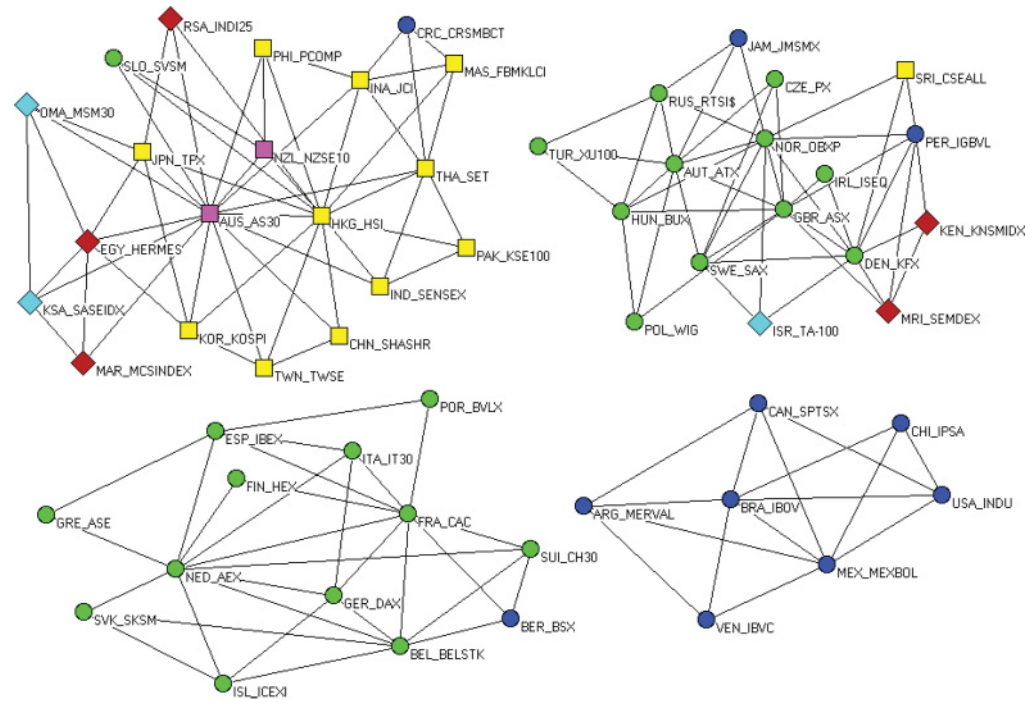 RSA_INDI25
CRC_CRSMBCT
PHI_PCOMP
SLO_SVSM
MAS_FBMKLCI
INA_JCI
OMA_MSM30
JPN_TPX
NZL_NZSE10
THA_SET
AUS_AS30
HKG_HSI
EGY_HERMES
PAK_KSE100
IND_SENSEX
KSA_SASEIDX
KOR_KOSPI
CHN_SHASHR
MAR_MCSINDEX
TWN_TWSE
JAM_JMSMX
SRI_CSEALL
CZE_PX
RUS_RTSI$
NOR_OBXP
PER_IGBVL
TUR_XU100
AUT_ATX
IRL_ISEQ
HUN_BUX
GBR_ASX
KEN_KNSMIDX
SWE_SAX
DEN_KFX
POL_WIG
ISR_TA-100
MRI_SEMDEX
POR_BVLX
ESP_IBEX
ITA_IT30
FIN_HEX
GRE_ASE
FRA_CAC
SUI_CH30
NED_AEX
GER_DAX
SVK_SKSM
BER_BSX
BEL_BELSTK
ISL_ICEXI
CAN_SPTSX
CHI_IPSA
USA_INDU
ARG_MERVAL
BRA_IBOV
MEX_MEXBOL
VEN_IBVC